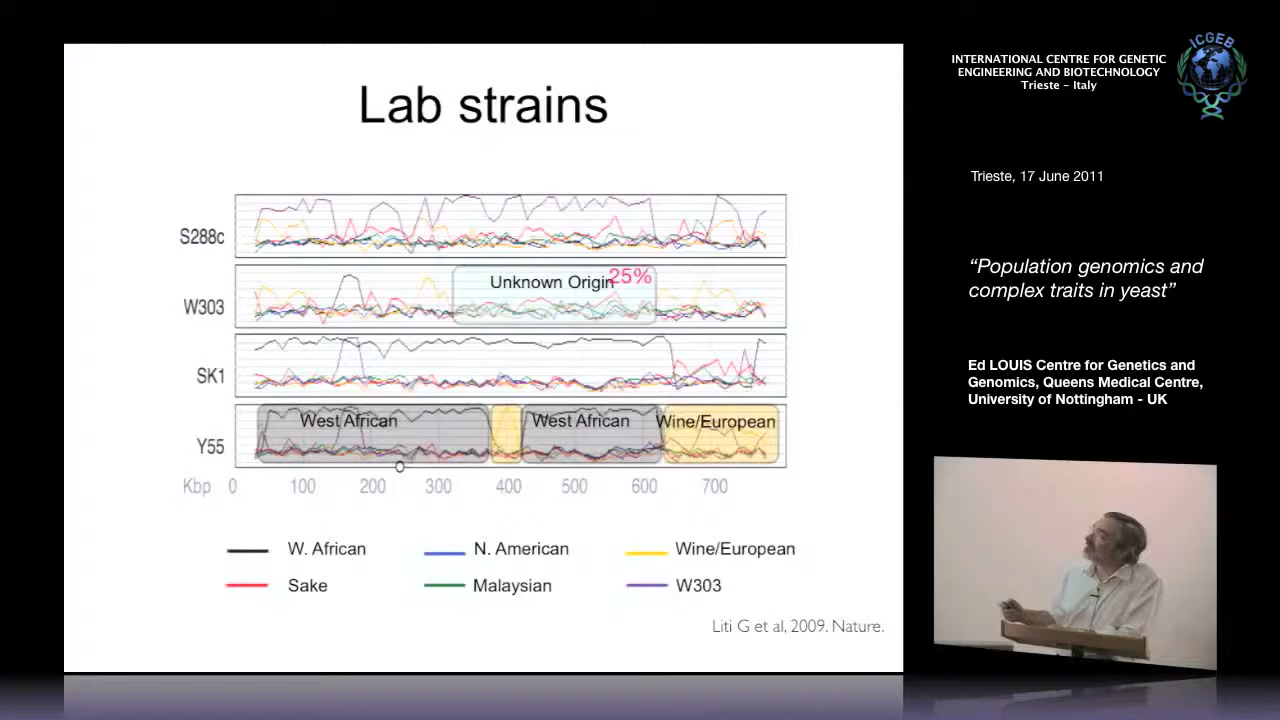 Lab strains
S288c
W303
Unknown Origin
25%
SK1
Y55
West African
West African
Wine/European
Kbp 0 100 200 300 400 500 600 700
W. African
N. American
Wine/European
Sake
Malaysian
W303
Liti G et al, 2009. Nature.
INTERNATIONAL CENTRE FOR GENETIC
ENGINEERING AND BIOTECHNOLOGY
Trieste – Italy
ICGEB
Trieste, 17 June 2011
“Population genomics and
complex traits in yeast”
Ed LOUIS Centre for Genetics and
Genomics, Queens Medical Centre,
University of Nottingham - UK